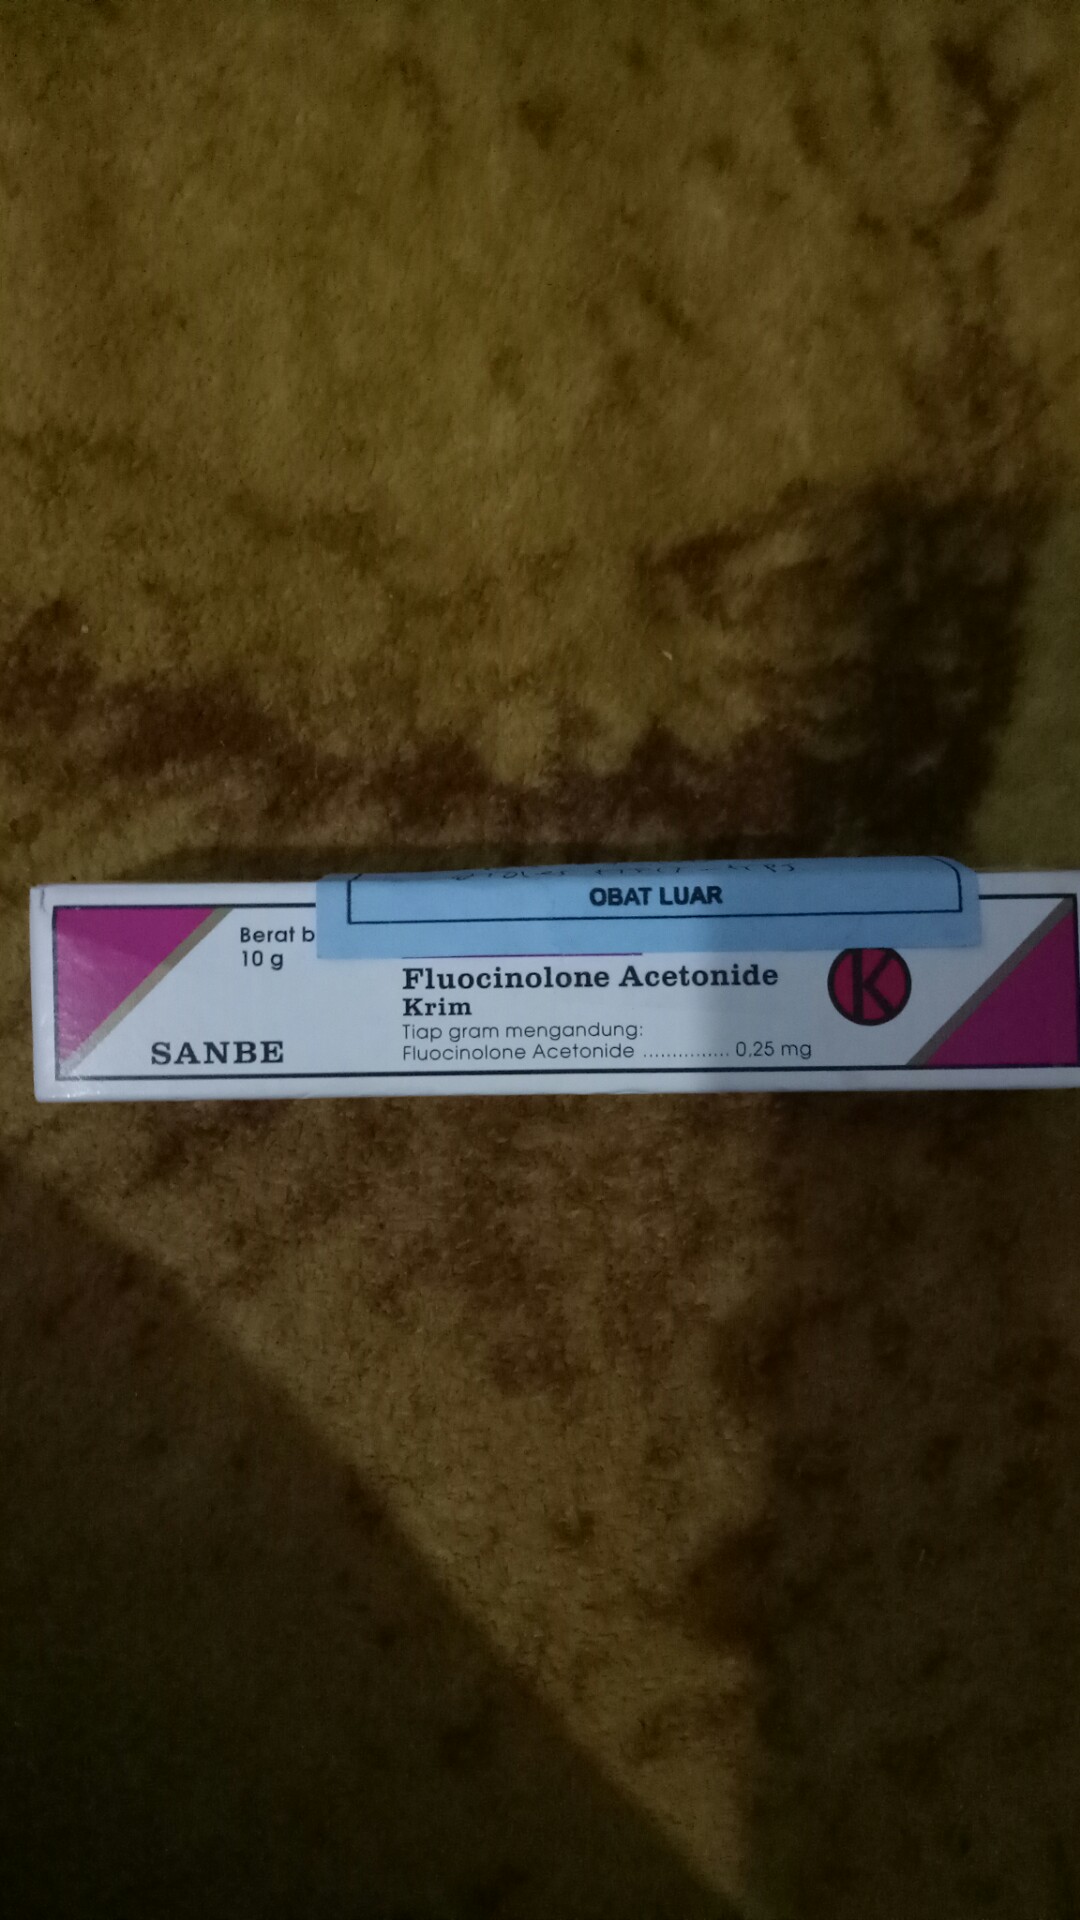 OBAT LUAR
Berat b
10 g
Fluocinolone Acetonide
Krim
Tiap gram mengandung:
Fluocinolone Acetonide ............... 0,25 mg
SANBE
K